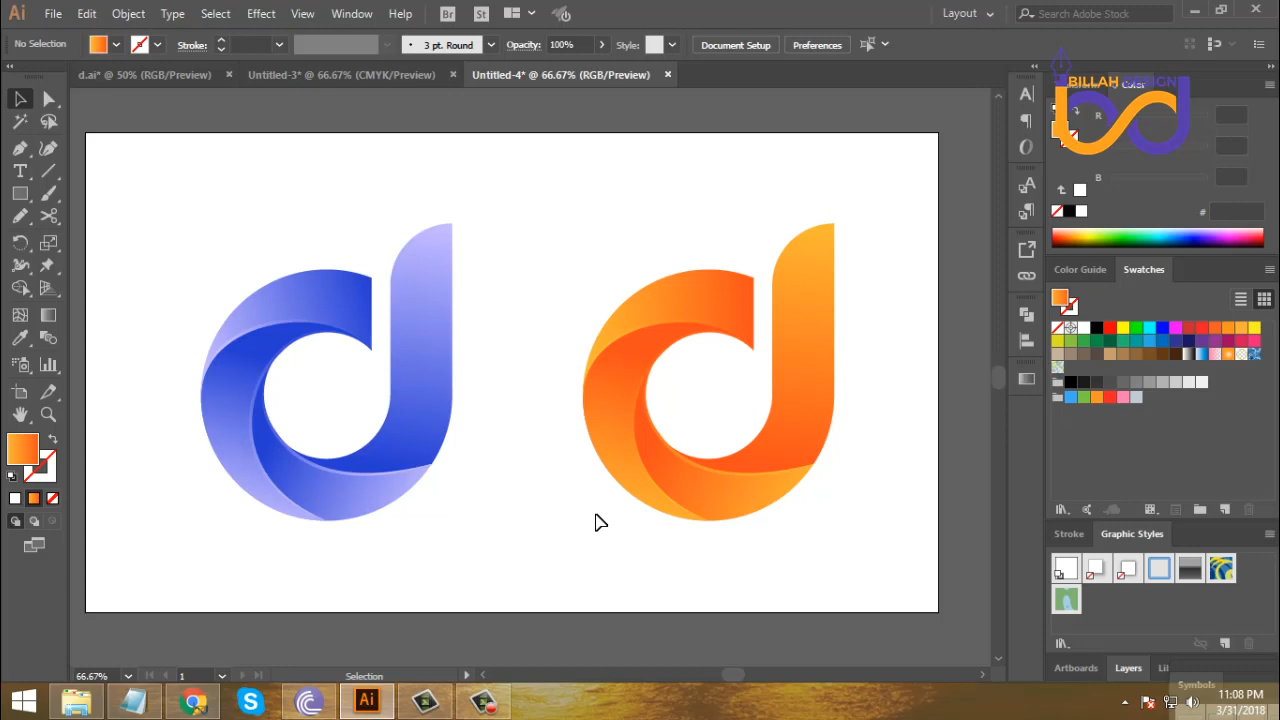 Ai File Edit Object Type Select Effect View Window Help Br St Layout Search Adobe Stock
No Selection Stroke: 3 pt. Round Opacity: 100% Style: Document Setup Preferences
d.ai* @ 50% (RGB/Preview) × Untitled-3* @ 66.67% (CMYK/Preview) × Untitled-4* @ 66.67% (RGB/Preview) ×
BILLAH DESIGN
Color
R
B
#
Color Guide Swatches
Stroke Graphic Styles
Artboards Layers
Symbols
66.67% 1 Selection
Ai
11:08 PM
3/31/2018